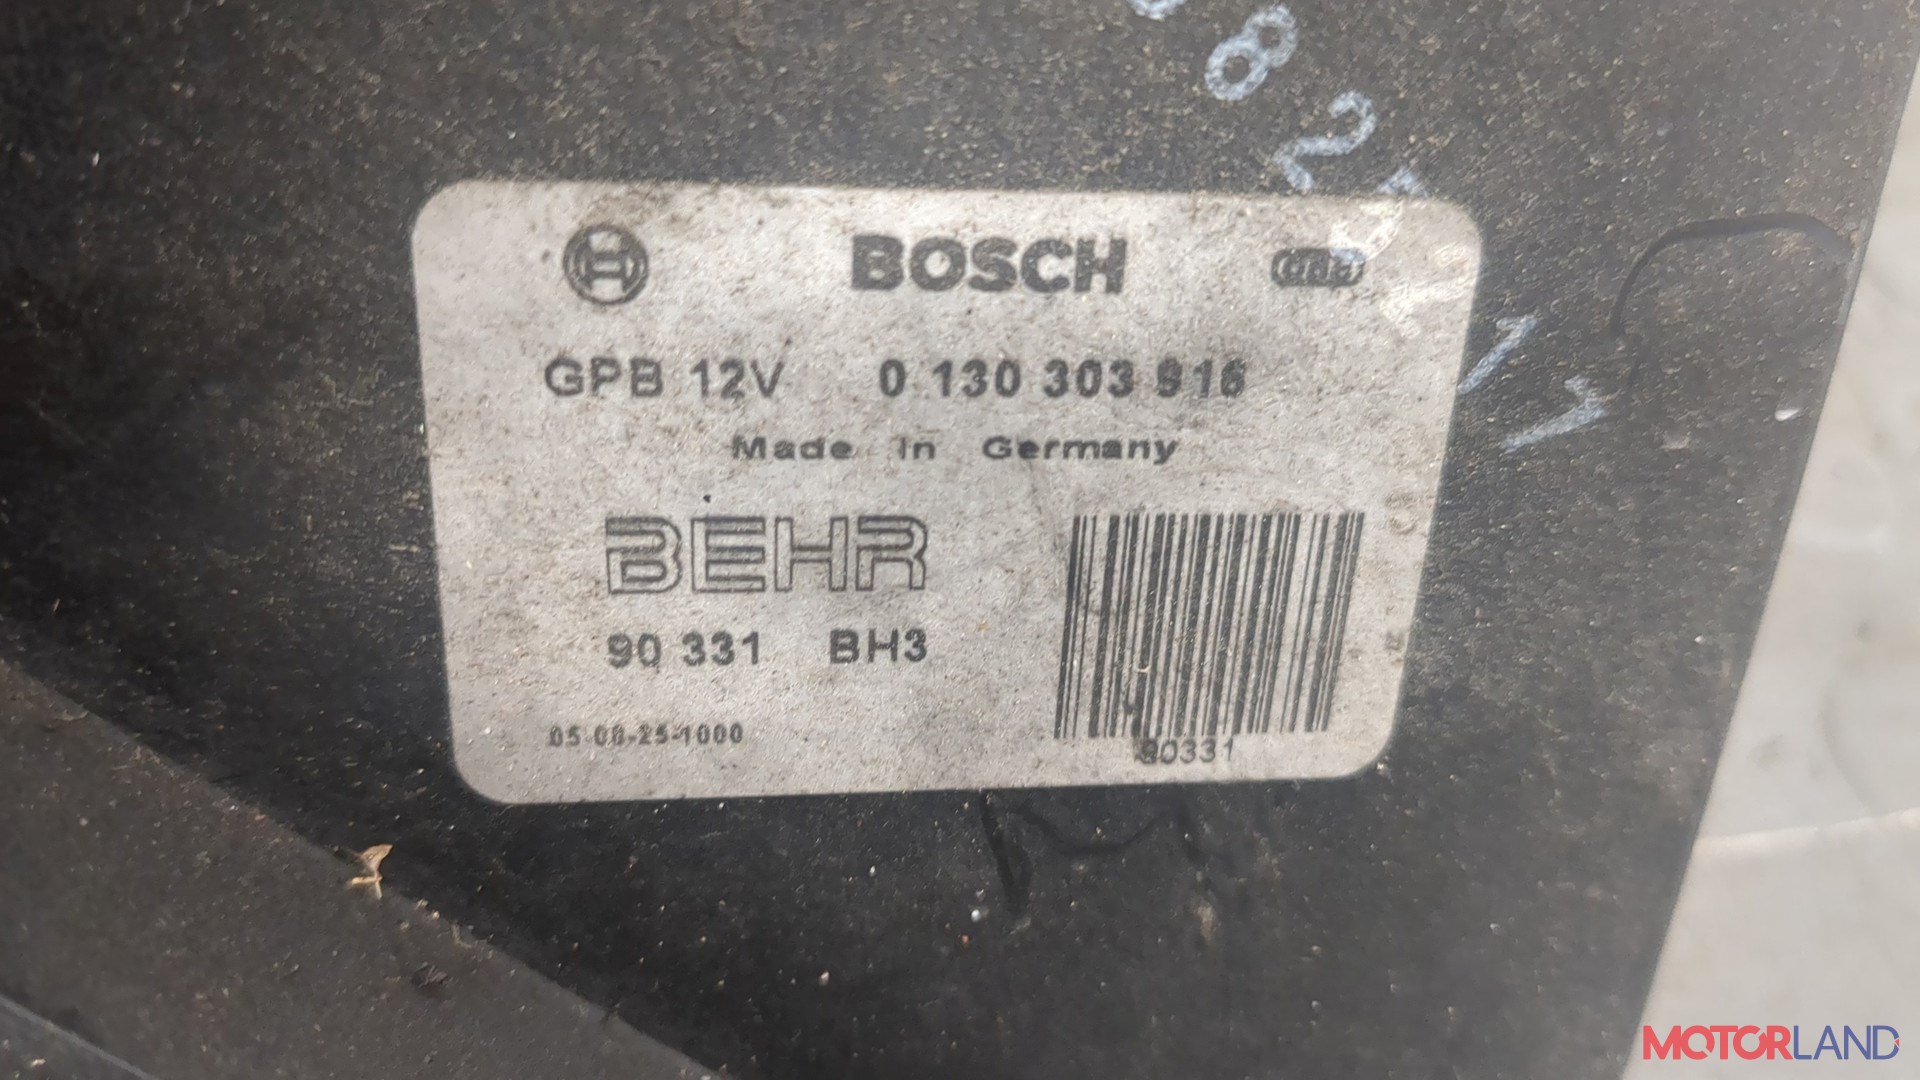 BOSCH
GPB 12V 0 130 303 916
Made in Germany
BEHR
90 331 BH3
05-08-25-1000
90331
MOTORLAND